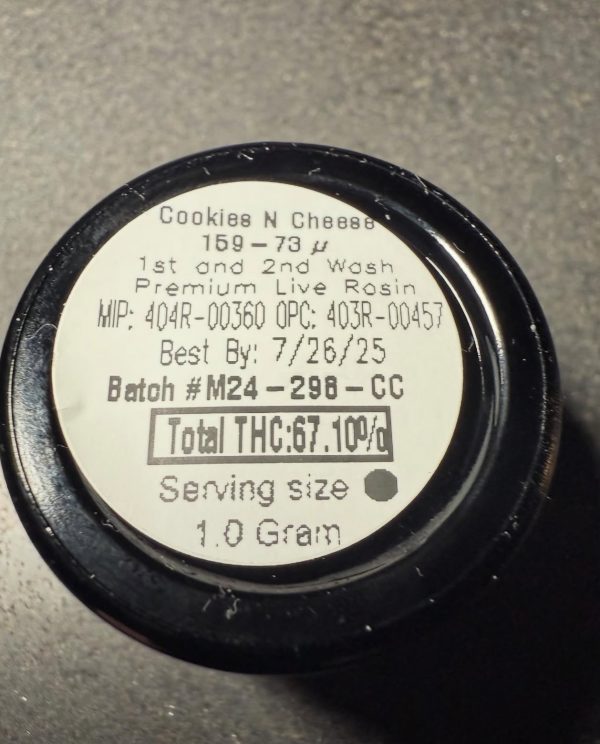 Cookies N Cheese
159-73 µ
1st and 2nd Wash
Premium Live Rosin
MIP: 404R-00360 OPC: 403R-00457
Best By: 7/26/25
Batch #M24-298-CC
Total THC:67.10%
Serving size ●
1.0 Gram